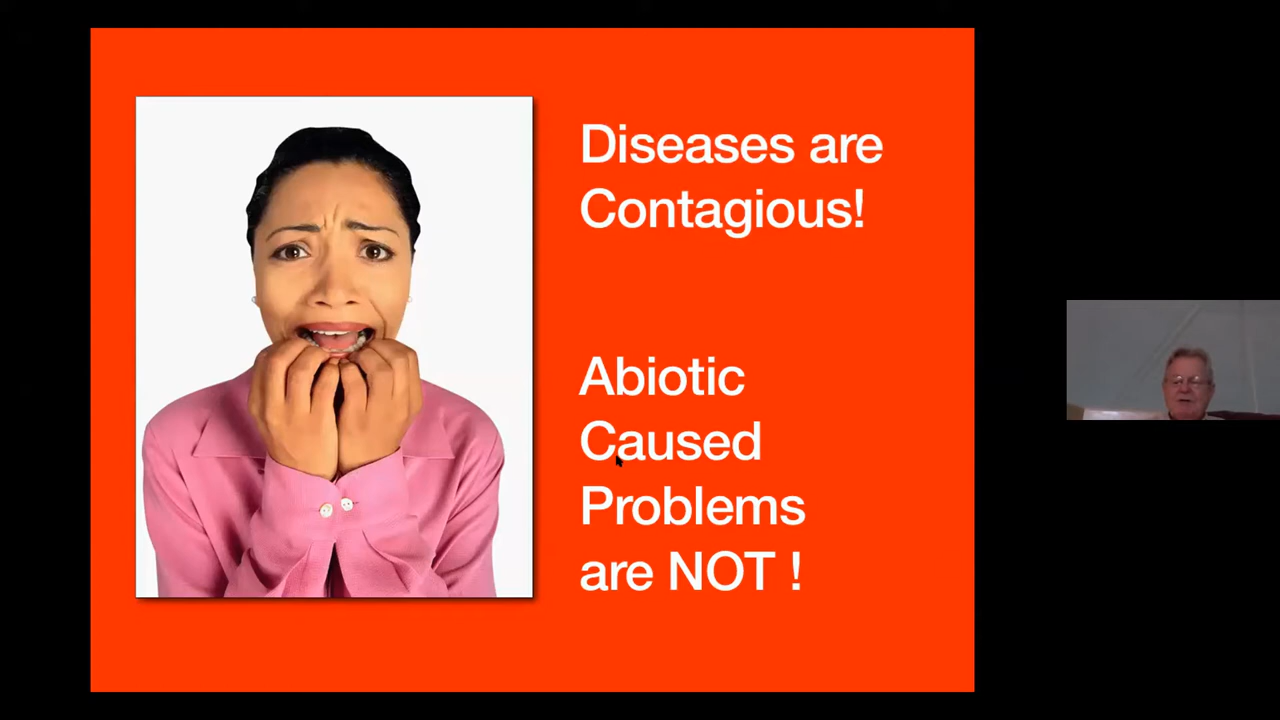 Diseases are
Contagious!
Abiotic
Caused
Problems
are NOT !